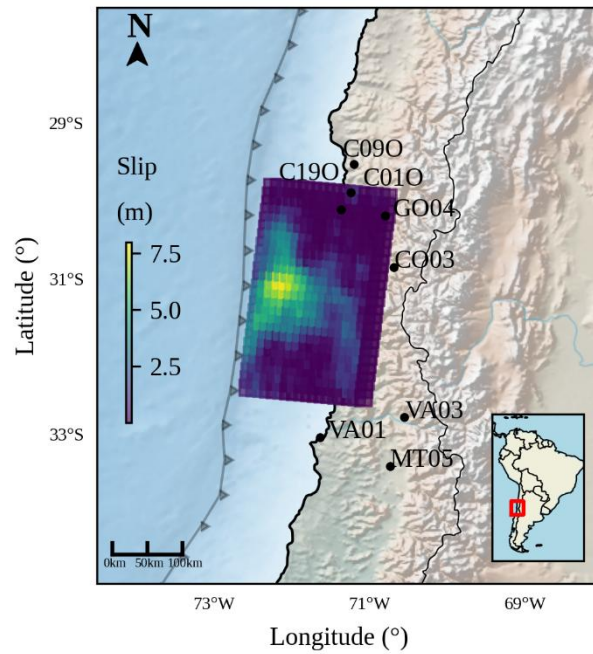 N
29°S
C09O
Slip
C19O
C01O
(m)
GO04
7.5
CO03
31°S
5.0
Latitude (°)
2.5
VA03
33°S
VA01
MT05
0km 50km 100km
73°W 71°W 69°W
Longitude (°)